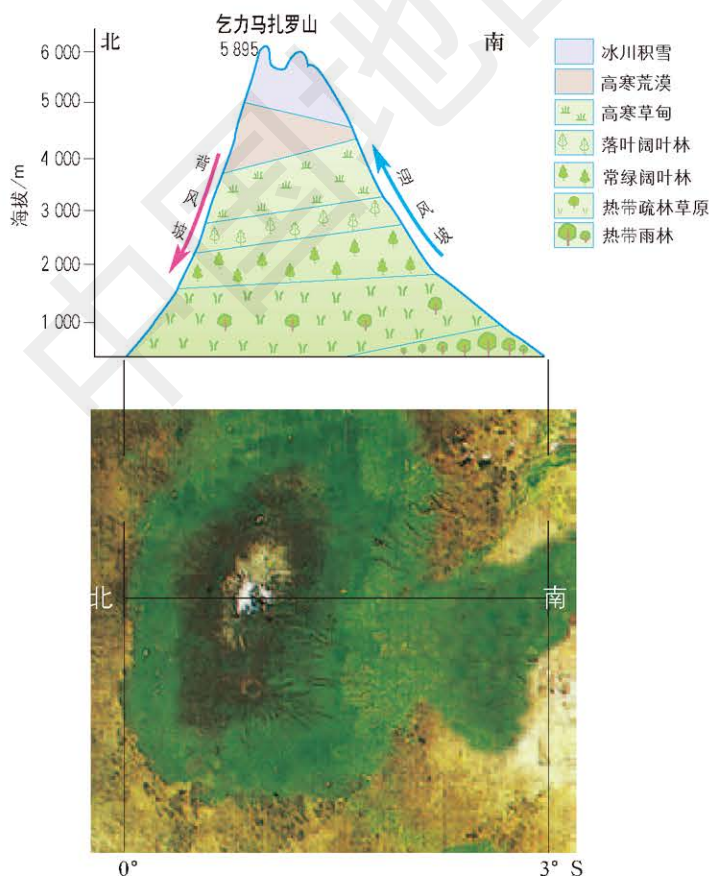 乞力马扎罗山
5 895
北
南
6 000
5 000
4 000
3 000
2 000
1 000
海拔/m
背风坡
迎风坡
冰川积雪
高寒荒漠
高寒草甸
落叶阔叶林
常绿阔叶林
热带疏林草原
热带雨林
北
南
0°
3° S
中国地